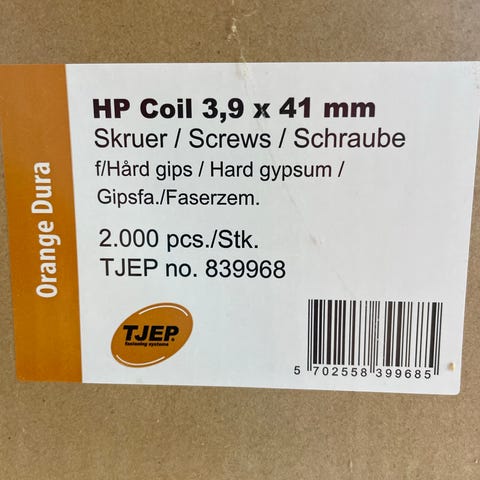 Orange Dura
HP Coil 3,9 x 41 mm
Skruer / Screws / Schraube
f/Hård gips / Hard gypsum /
Gipsfa./Faserzem.
2.000 pcs./Stk.
TJEP no. 839968
TJEP
fastening systems
5 702558 399685